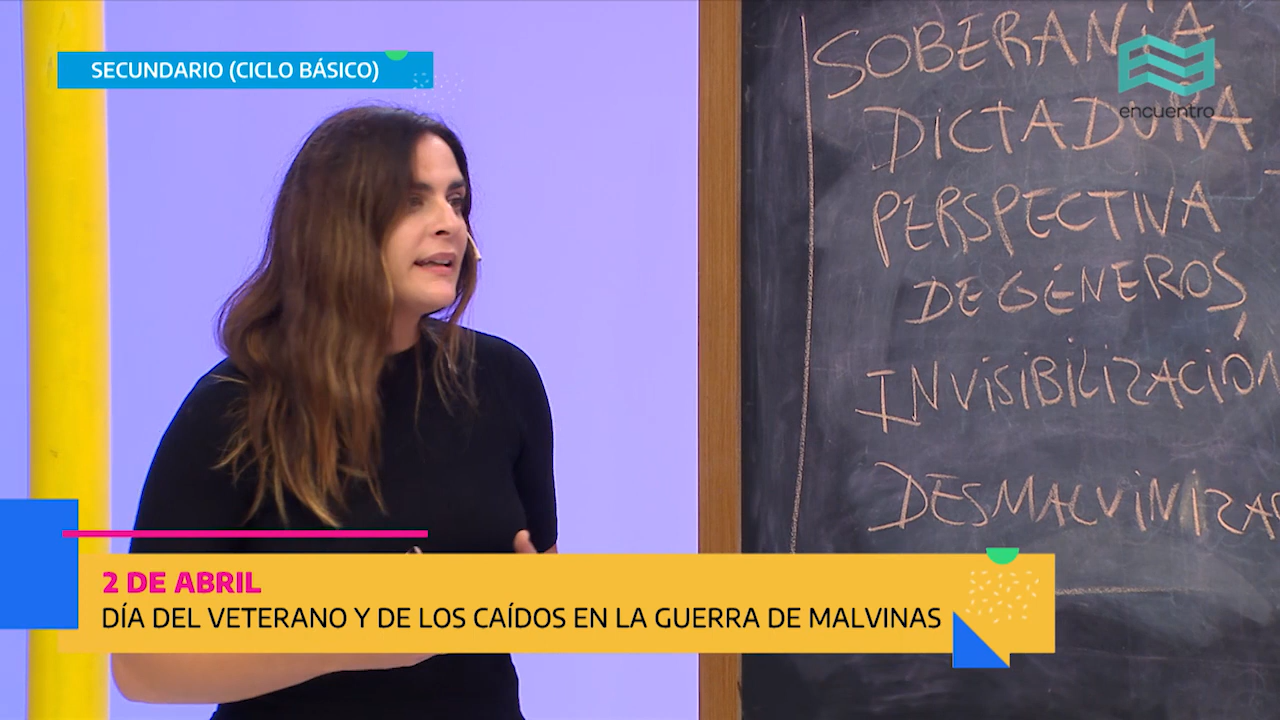 SECUNDARIO (CICLO BÁSICO)
SOBERANÍA
encuentro
DICTADURA
PERSPECTIVA
DE GÉNEROS,
INVISIBILIZACIÓN
DESMALVINIZA
2 DE ABRIL
DÍA DEL VETERANO Y DE LOS CAÍDOS EN LA GUERRA DE MALVINAS